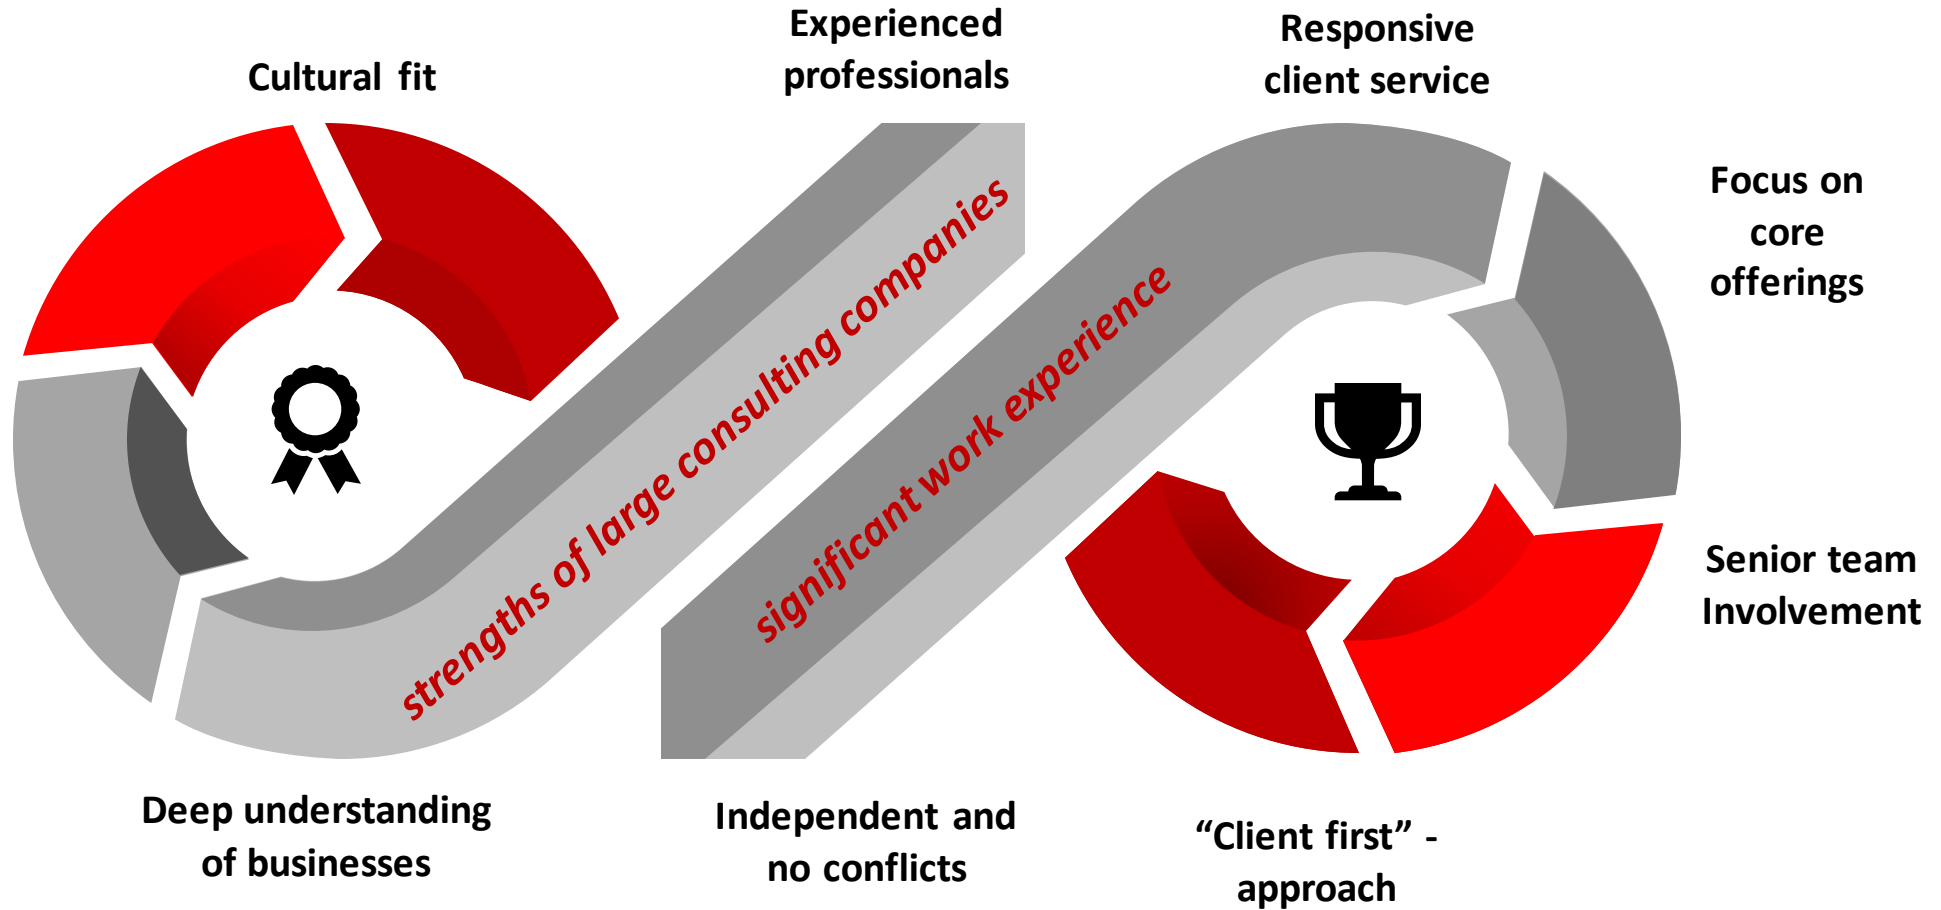 Cultural fit
Experienced
professionals
Responsive
client service
Focus on
core
offerings
strengths of large consulting companies
significant work experience
Senior team
Involvement
Deep understanding
of businesses
Independent and
no conflicts
“Client first” -
approach